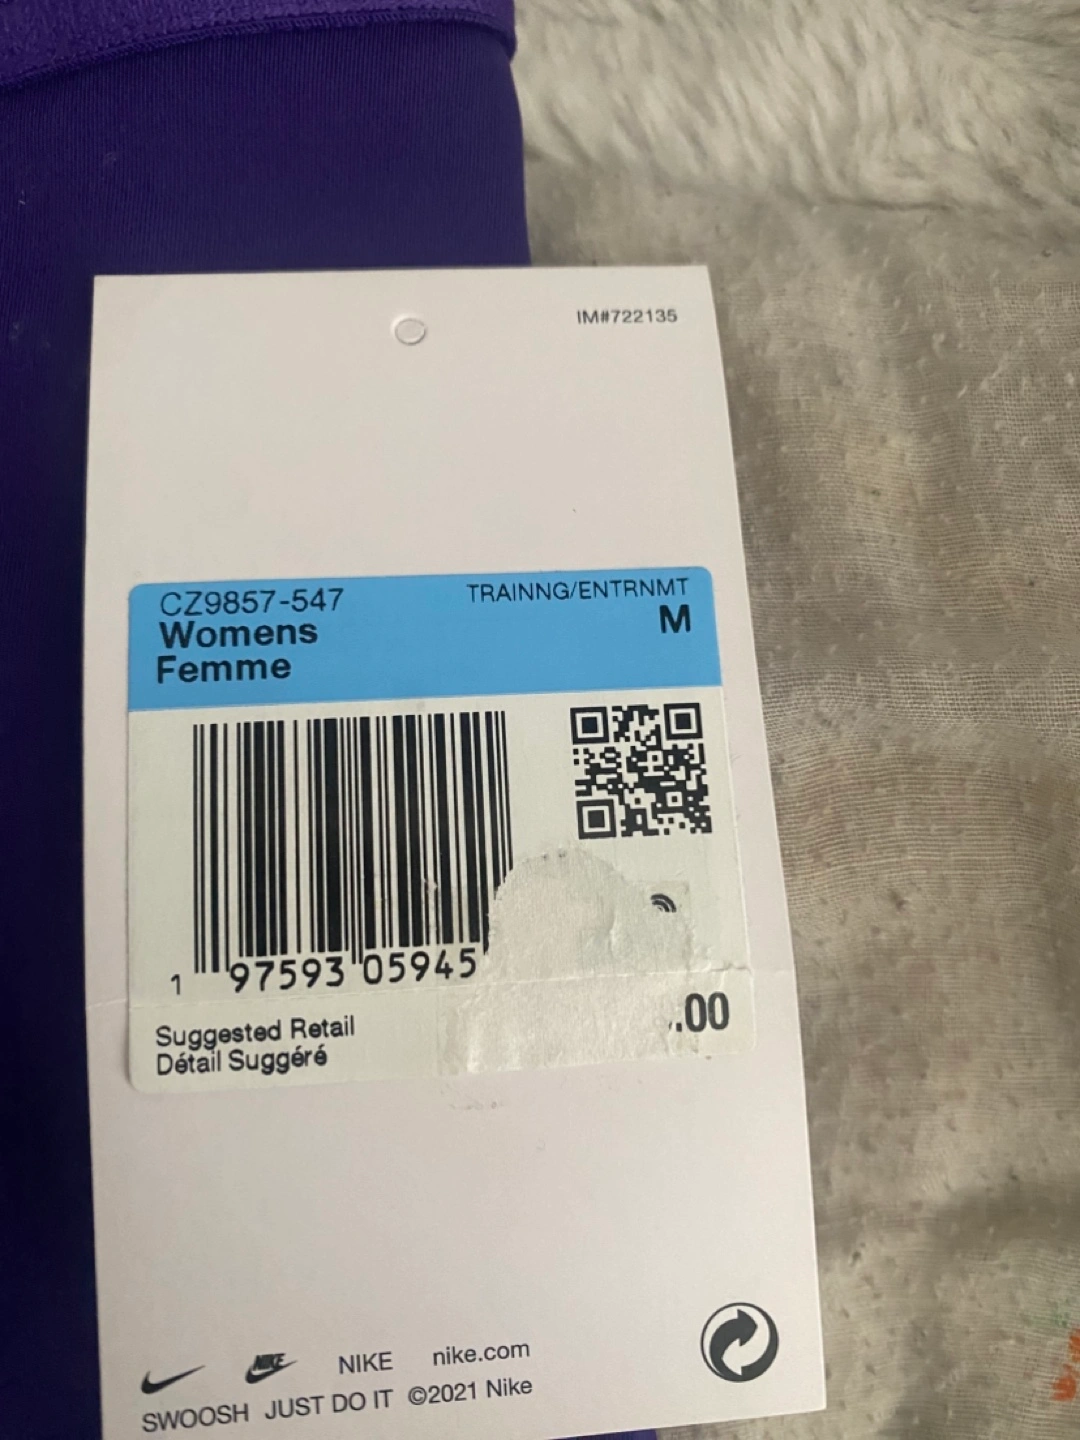 IM#722135
CZ9857-547
TRAINNG/ENTRNMT
Womens
M
Femme
1 97593 05945
Suggested Retail
.00
Détail Suggéré
NIKE NIKE nike.com
SWOOSH JUST DO IT ©2021 Nike